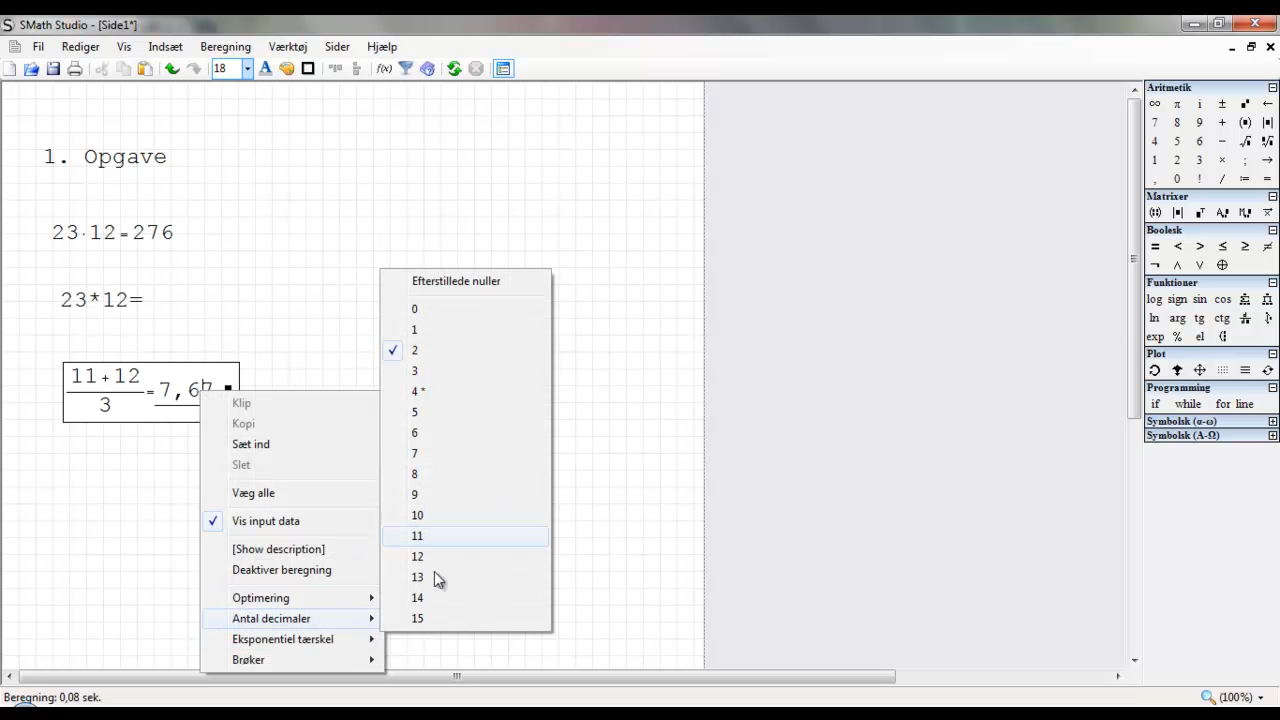 SMath Studio - [Side1*]
Fil Rediger Vis Indsæt Beregning Værktøj Sider Hjælp
18 f(x)
1. Opgave
23·12=276
23*12=
11+12
3
=7,67
Klip
Kopi
Sæt ind
Slet
Væg alle
Vis input data
[Show description]
Deaktiver beregning
Optimering
Antal decimaler
Eksponentiel tærskel
Brøker
Efterstillede nuller
0
1
2
3
4 *
5
6
7
8
9
10
11
12
13
14
15
Aritmetik
∞ π i ±
7 8 9 +
4 5 6 −
1 2 3 × ; →
, 0 ! / := =
Matrixer
Boolesk
= < > ≤ ≥ ≠
¬ ∧ ∨ ⊕
Funktioner
log sign sin cos
ln arg tg ctg
exp % el
Plot
Programming
if while for line
Symbolsk (α-ω)
Symbolsk (Α-Ω)
Beregning: 0,08 sek.
(100%)